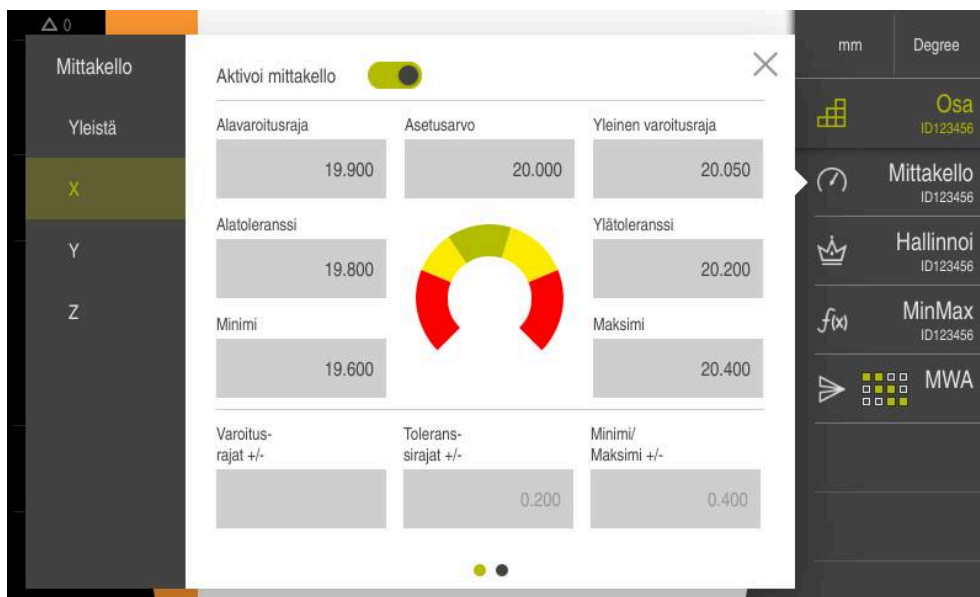 0
Mittakello
Yleistä
X
Y
Z
Aktivoi mittakello
Alavaroitusraja
Asetusarvo
Yleinen varoitusraja
19.900
20.000
20.050
Alatoleranssi
Ylätoleranssi
19.800
20.200
Minimi
Maksimi
19.600
20.400
Varoitus-
rajat +/-
Tolerans-
sirajat +/-
Minimi/
Maksimi +/-
0.200
0.400
mm
Degree
Osa
ID123456
Mittakello
ID123456
Hallinnoi
ID123456
f(x)
MinMax
ID123456
MWA